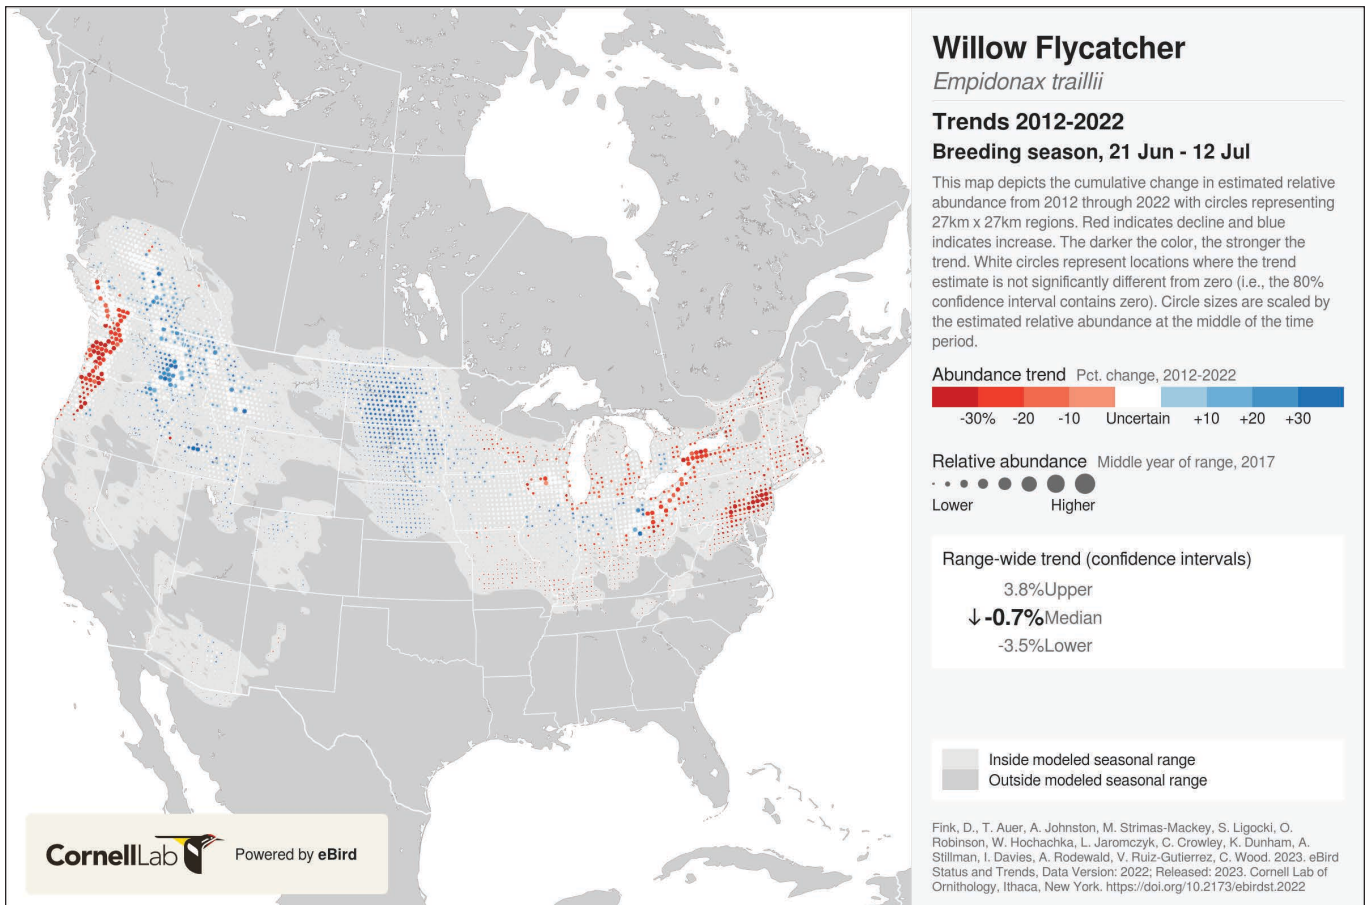 Willow Flycatcher
Empidonax traillii
Trends 2012-2022
Breeding season, 21 Jun - 12 Jul
This map depicts the cumulative change in estimated relative
abundance from 2012 through 2022 with circles representing
27km x 27km regions. Red indicates decline and blue
indicates increase. The darker the color, the stronger the
trend. White circles represent locations where the trend
estimate is not significantly different from zero (i.e., the 80%
confidence interval contains zero). Circle sizes are scaled by
the estimated relative abundance at the middle of the time
period.
Abundance trend Pct. change, 2012-2022
-30% -20 -10 Uncertain +10 +20 +30
Relative abundance Middle year of range, 2017
Lower Higher
Range-wide trend (confidence intervals)
3.8% Upper
↓ -0.7% Median
-3.5% Lower
Inside modeled seasonal range
Outside modeled seasonal range
Fink, D., T. Auer, A. Johnston, M. Strimas-Mackey, S. Ligocki, O.
Robinson, W. Hochachka, L. Jaromczyk, C. Crowley, K. Dunham, A.
Stillman, I. Davies, A. Rodewald, V. Ruiz-Gutierrez, C. Wood. 2023. eBird
Status and Trends, Data Version: 2022; Released: 2023. Cornell Lab of
Ornithology, Ithaca, New York. https://doi.org/10.2173/ebirdst.2022
CornellLab Powered by eBird